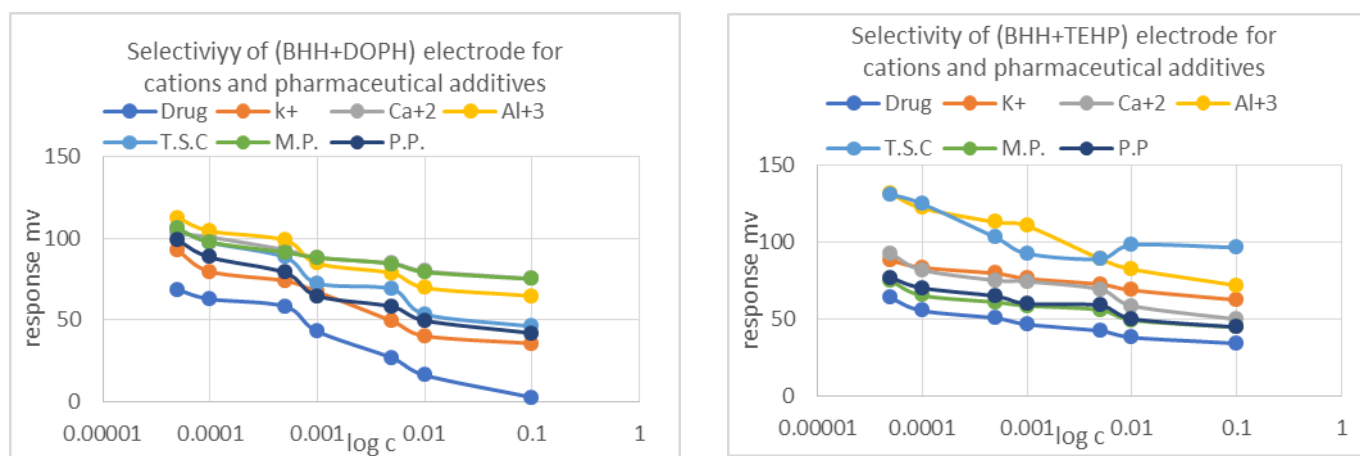 Selectiviyy of (BHH+DOPH) electrode for
cations and pharmaceutical additives
Drug k+ Ca+2 Al+3
T.S.C M.P. P.P.
150
100
50
0
response mv
0.00001 0.0001 0.001 0.01 0.1 1
log c
Selectivity of (BHH+TEHP) electrode for
cations and pharmaceutical additives
Drug K+ Ca+2 Al+3
T.S.C M.P. P.P
150
100
50
0
response mv
0.00001 0.0001 0.001 0.01 0.1 1
log c